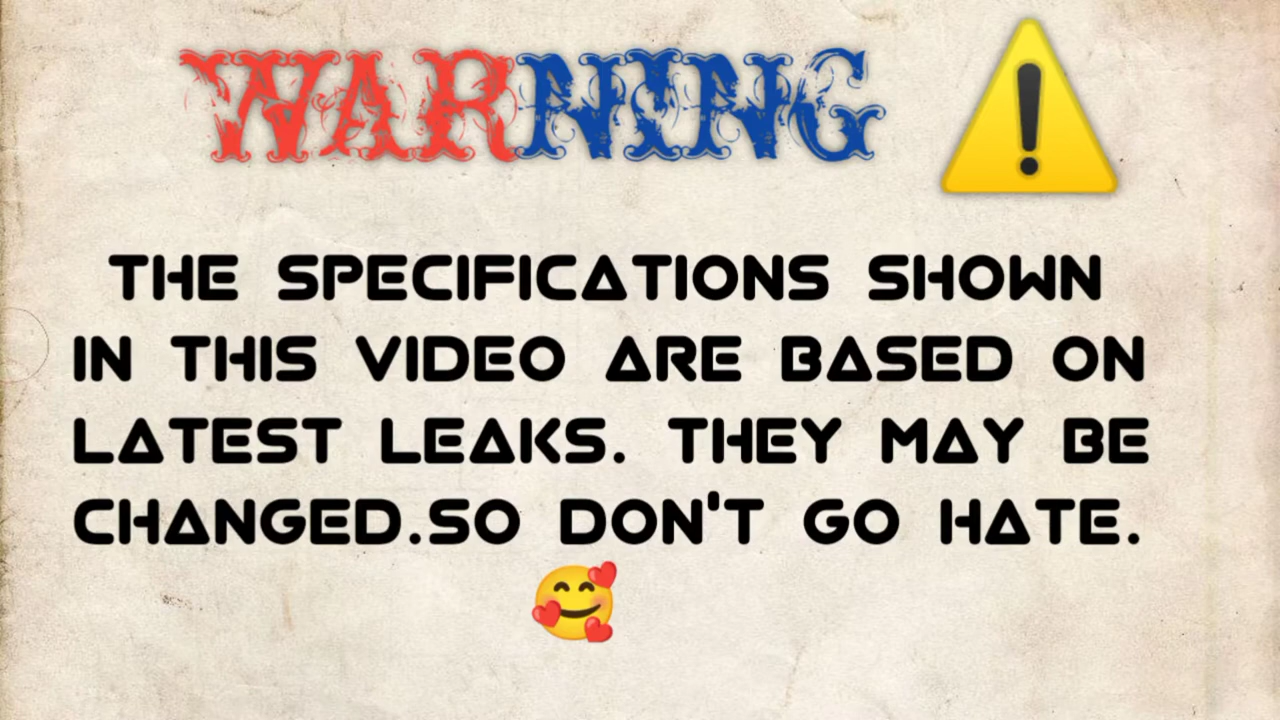 WARNING ⚠️
THE SPECIFICATIONS SHOWN
IN THIS VIDEO ARE BASED ON
LATEST LEAKS. THEY MAY BE
CHANGED.SO DON'T GO HATE.
🥰